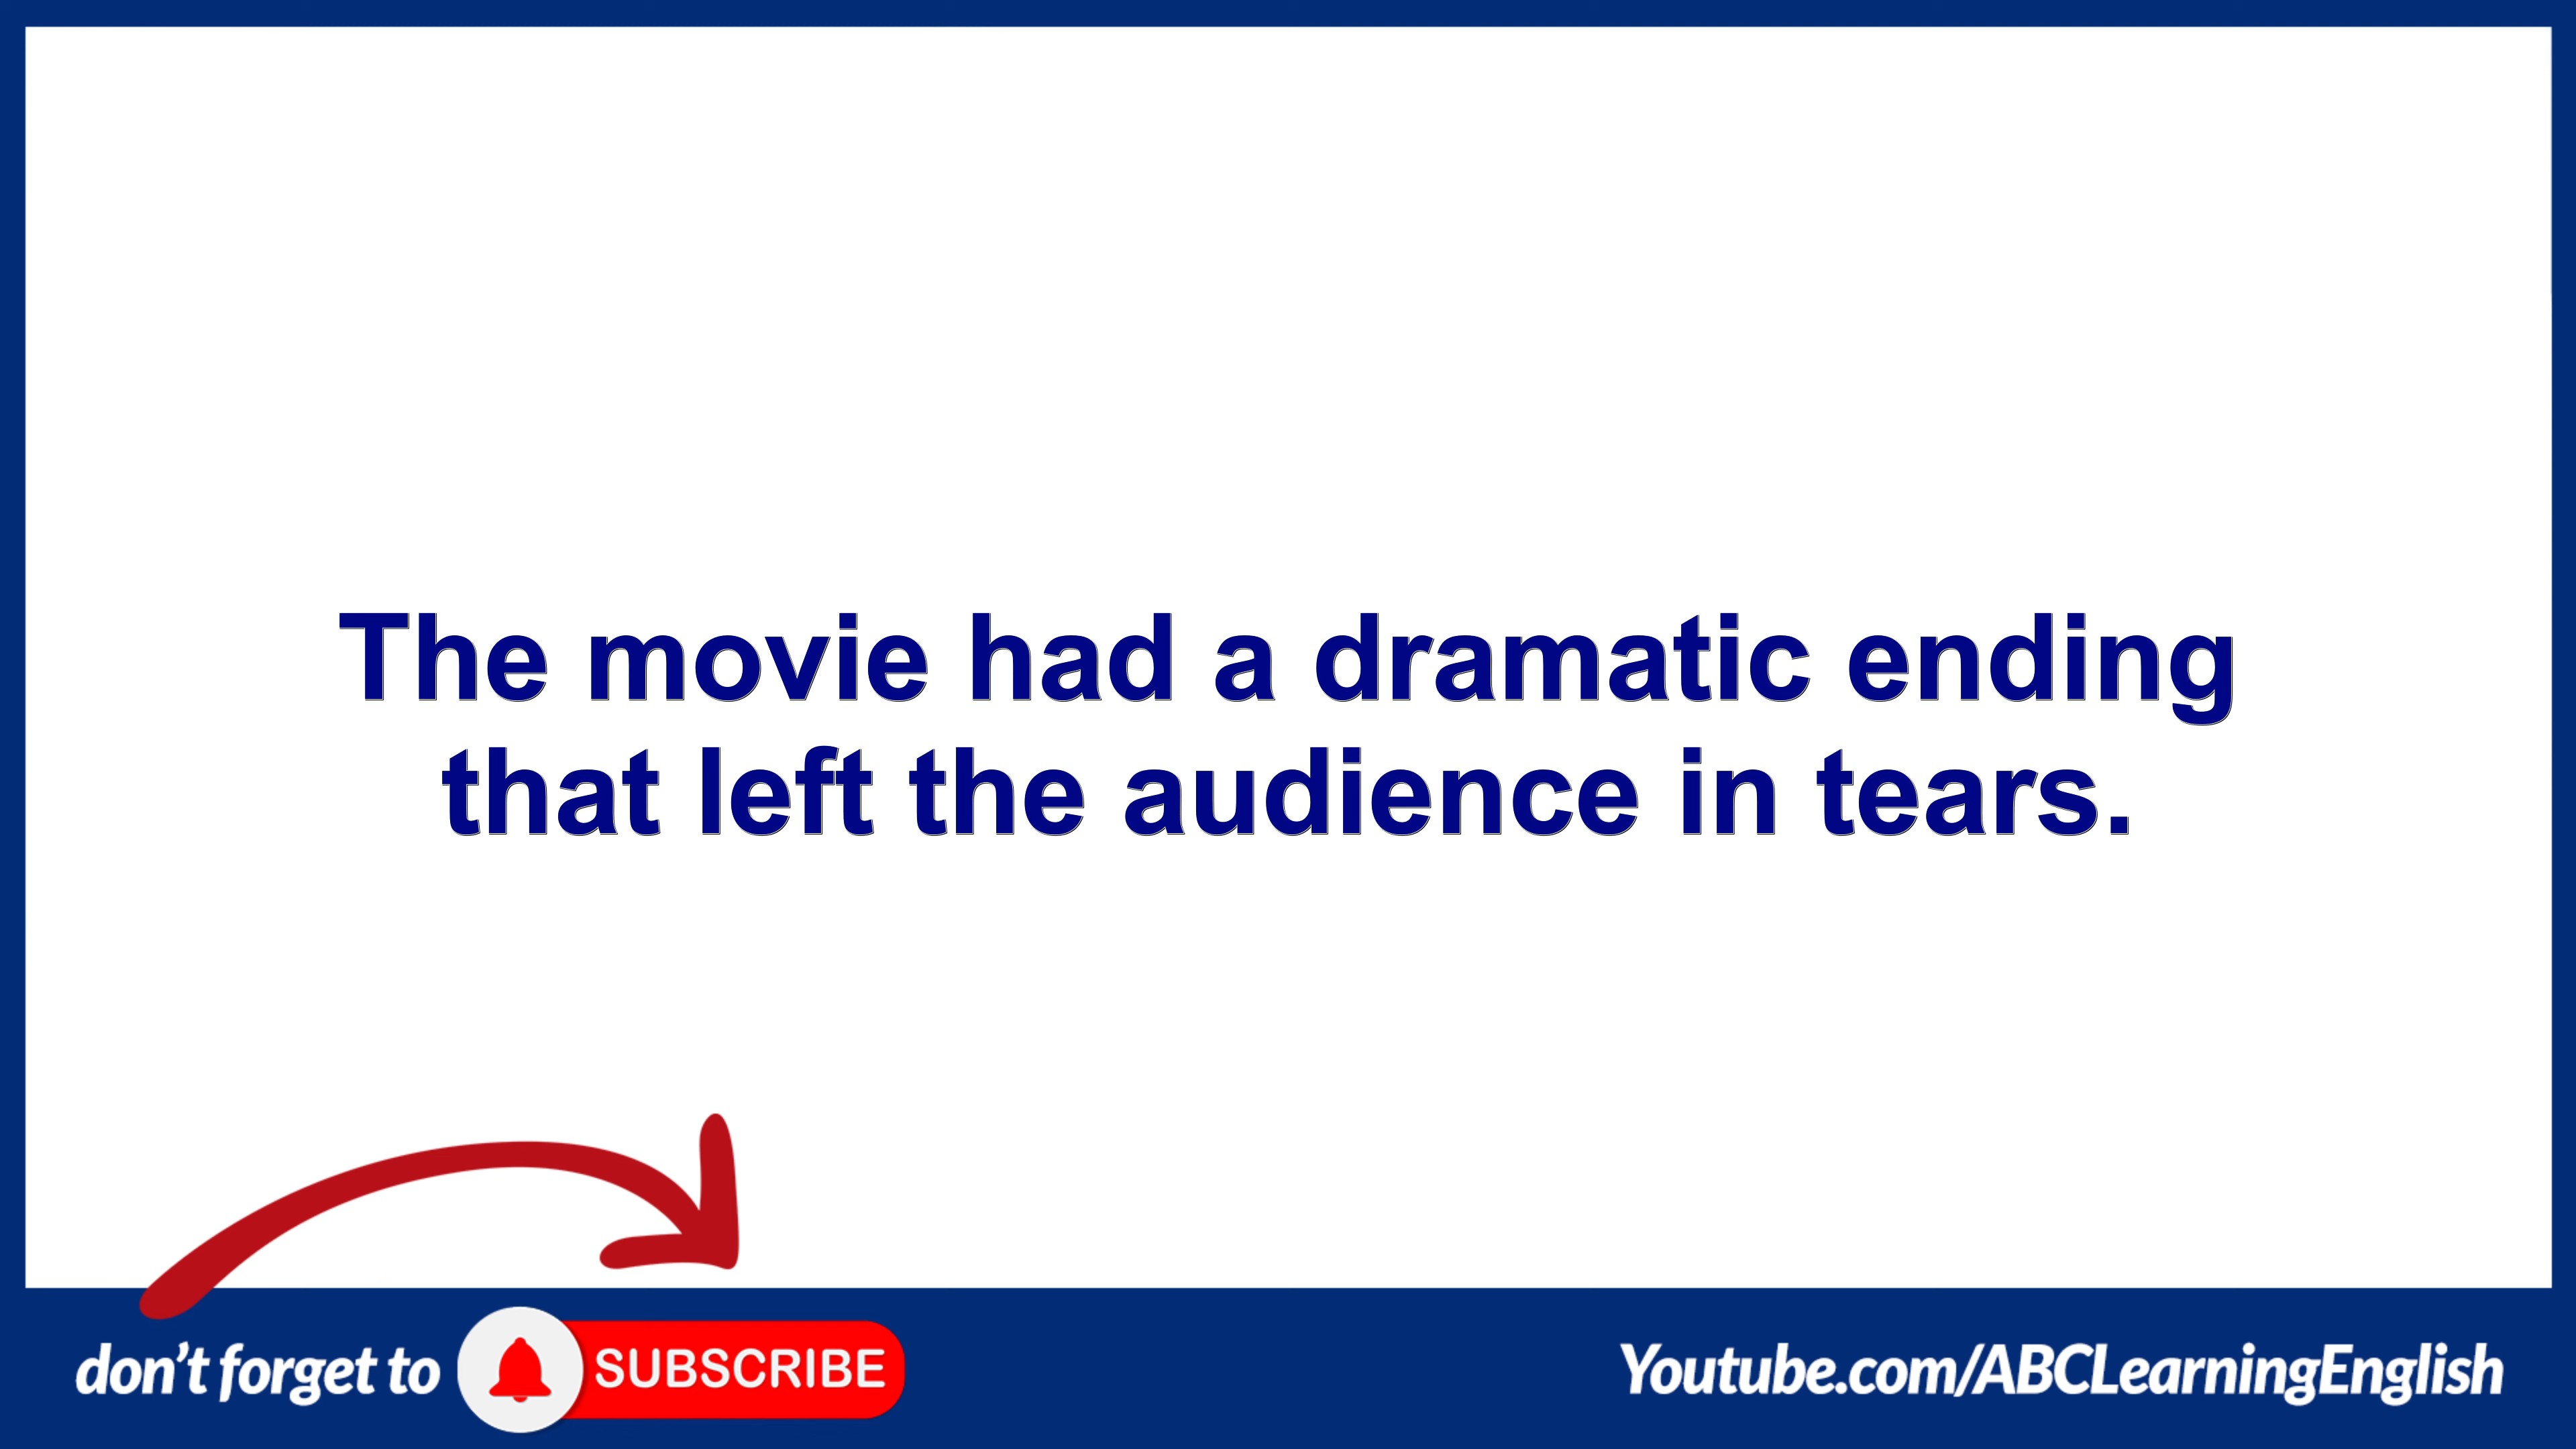 The movie had a dramatic ending
that left the audience in tears.
don't forget to SUBSCRIBE
Youtube.com/ABCLearningEnglish